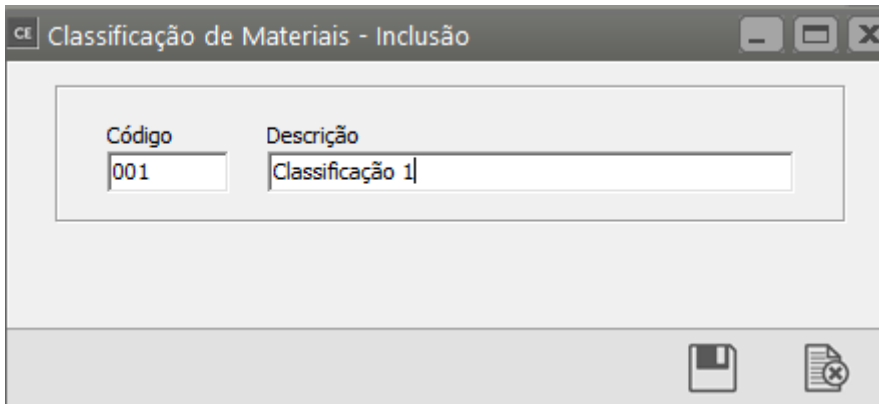 CE Classificação de Materiais - Inclusão
Código Descrição
001 Classificação 1